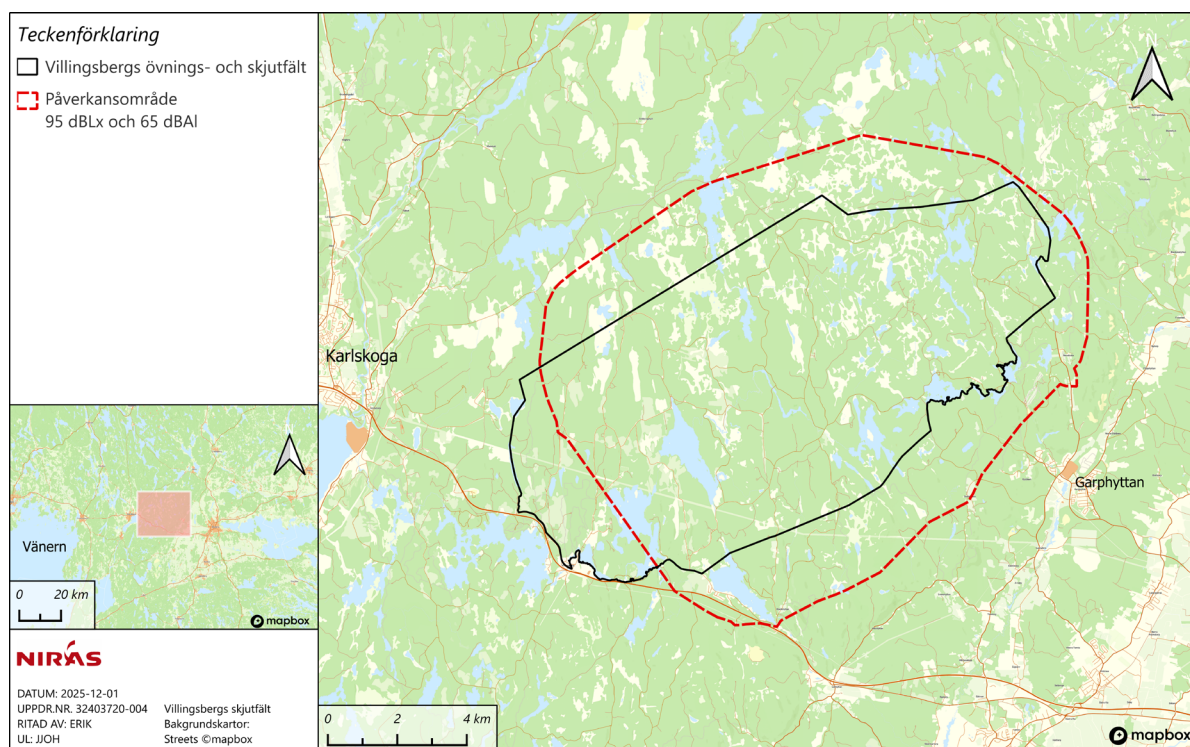 Teckenförklaring
Villingsbergs övnings- och skjutfält
Påverkansområde
95 dBLx och 65 dBAI
Karlskoga
Garphyttan
Vänern
0 20 km
mapbox
NIRAS
DATUM: 2025-12-01
UPPDR.NR. 32403720-004
RITAD AV: ERIK
UL: JJOH
Villingsbergs skjutfält
Bakgrundskartor:
Streets ©mapbox
0 2 4 km
mapbox